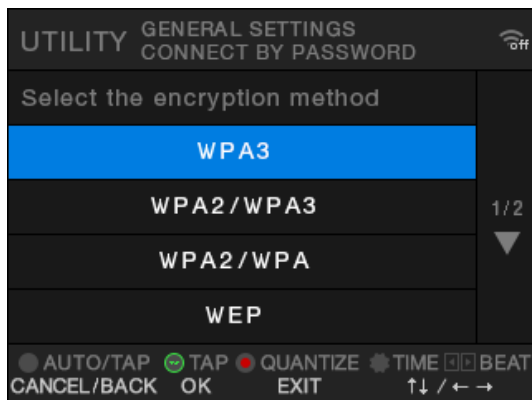 UTILITY GENERAL SETTINGS
CONNECT BY PASSWORD
off
Select the encryption method
WPA3
WPA2/WPA3
1/2
WPA2/WPA
WEP
AUTO/TAP TAP QUANTIZE TIME BEAT
CANCEL/BACK OK EXIT ↑↓/←→